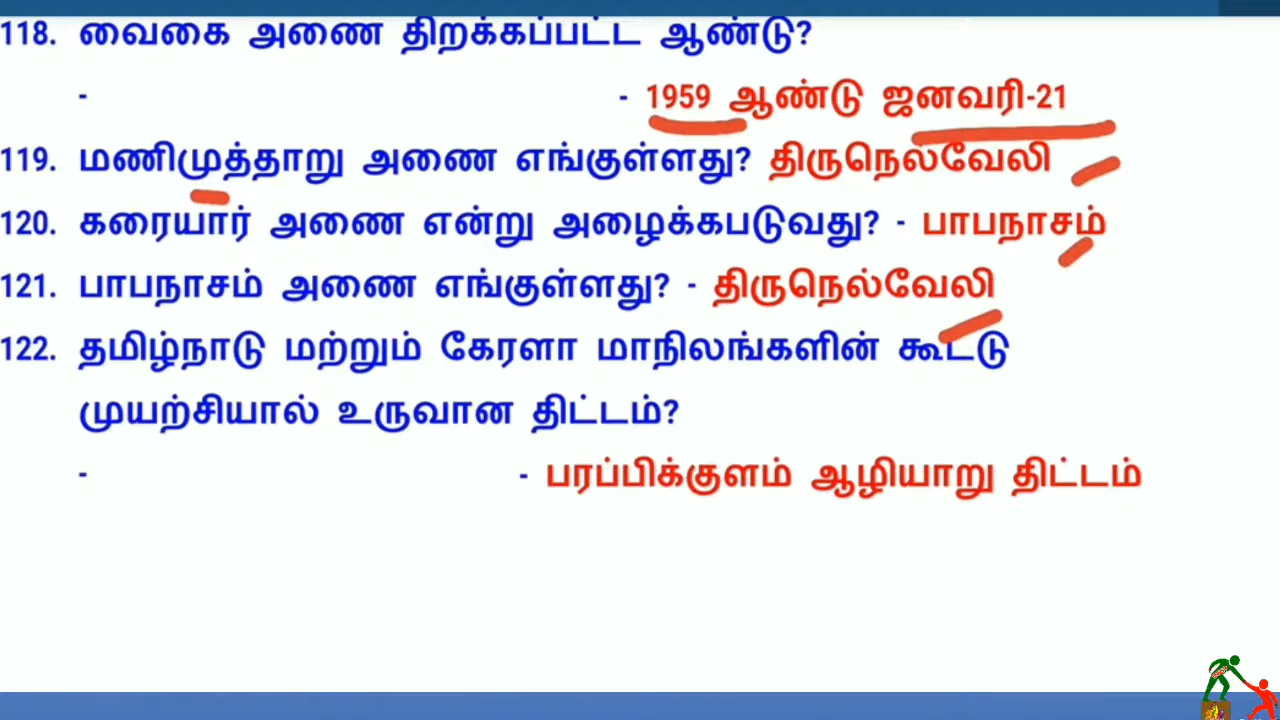 118. வைகை அணை திறக்கப்பட்ட ஆண்டு?
- - 1959 ஆண்டு ஜனவரி-21
119. மணிமுத்தாறு அணை எங்குள்ளது? திருநெல்வேலி
120. கரையார் அணை என்று அழைக்கபடுவது? - பாபநாசம்
121. பாபநாசம் அணை எங்குள்ளது? - திருநெல்வேலி
122. தமிழ்நாடு மற்றும் கேரளா மாநிலங்களின் கூட்டு
முயற்சியால் உருவான திட்டம்?
- - பரப்பிக்குளம் ஆழியாறு திட்டம்